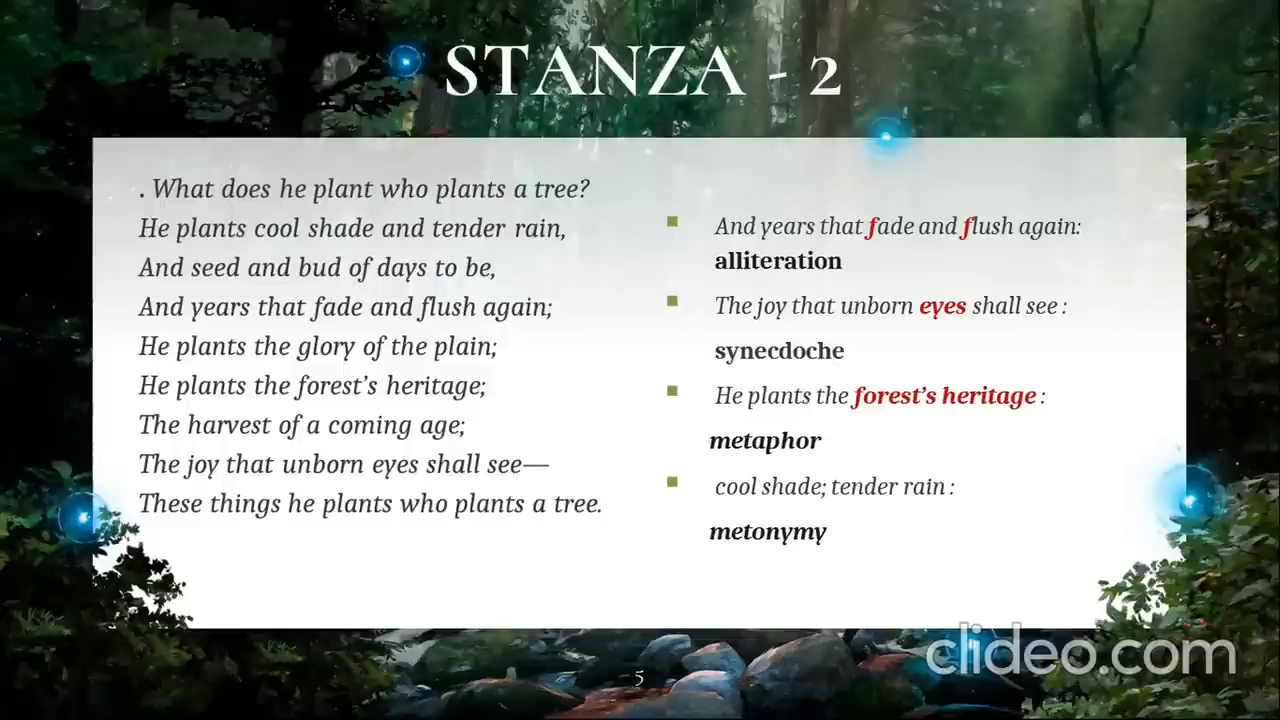 STANZA - 2
. What does he plant who plants a tree?
He plants cool shade and tender rain,
And seed and bud of days to be,
And years that fade and flush again;
He plants the glory of the plain;
He plants the forest’s heritage;
The harvest of a coming age;
The joy that unborn eyes shall see—
These things he plants who plants a tree.
And years that fade and flush again:
alliteration
The joy that unborn eyes shall see :
synecdoche
He plants the forest’s heritage :
metaphor
cool shade; tender rain :
metonymy
5
clideo.com